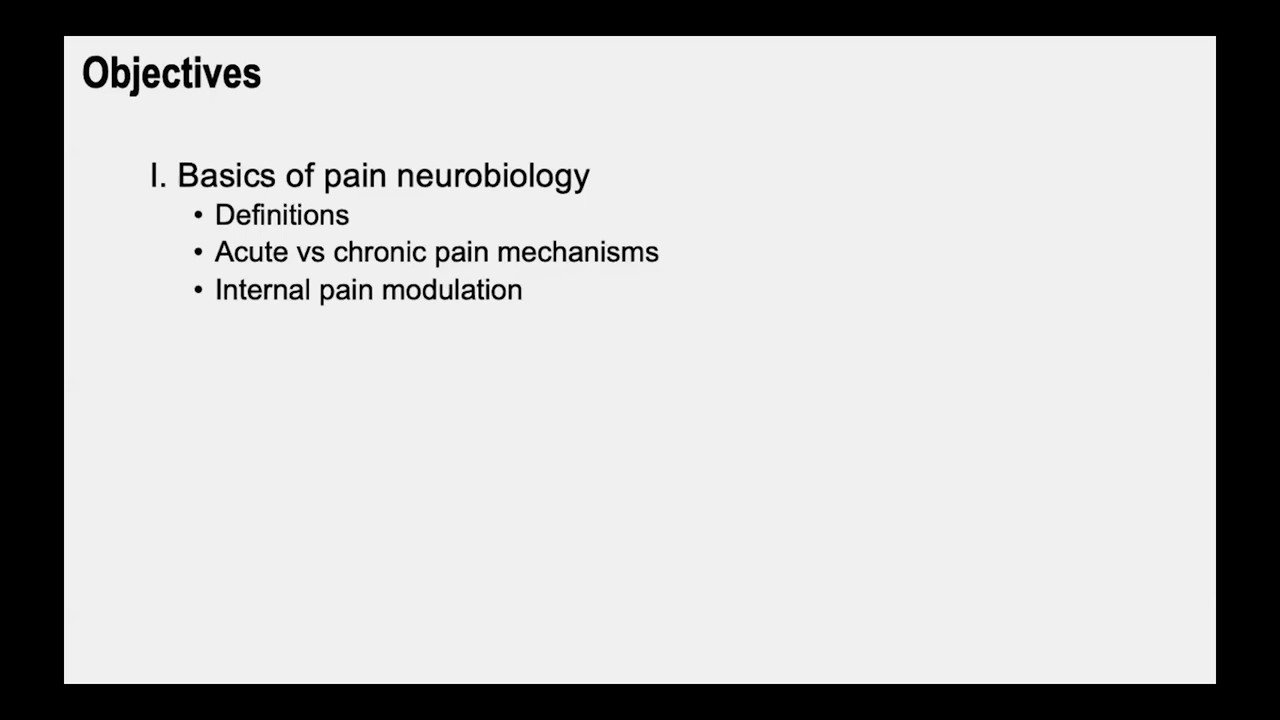 Objectives
I. Basics of pain neurobiology
• Definitions
• Acute vs chronic pain mechanisms
• Internal pain modulation